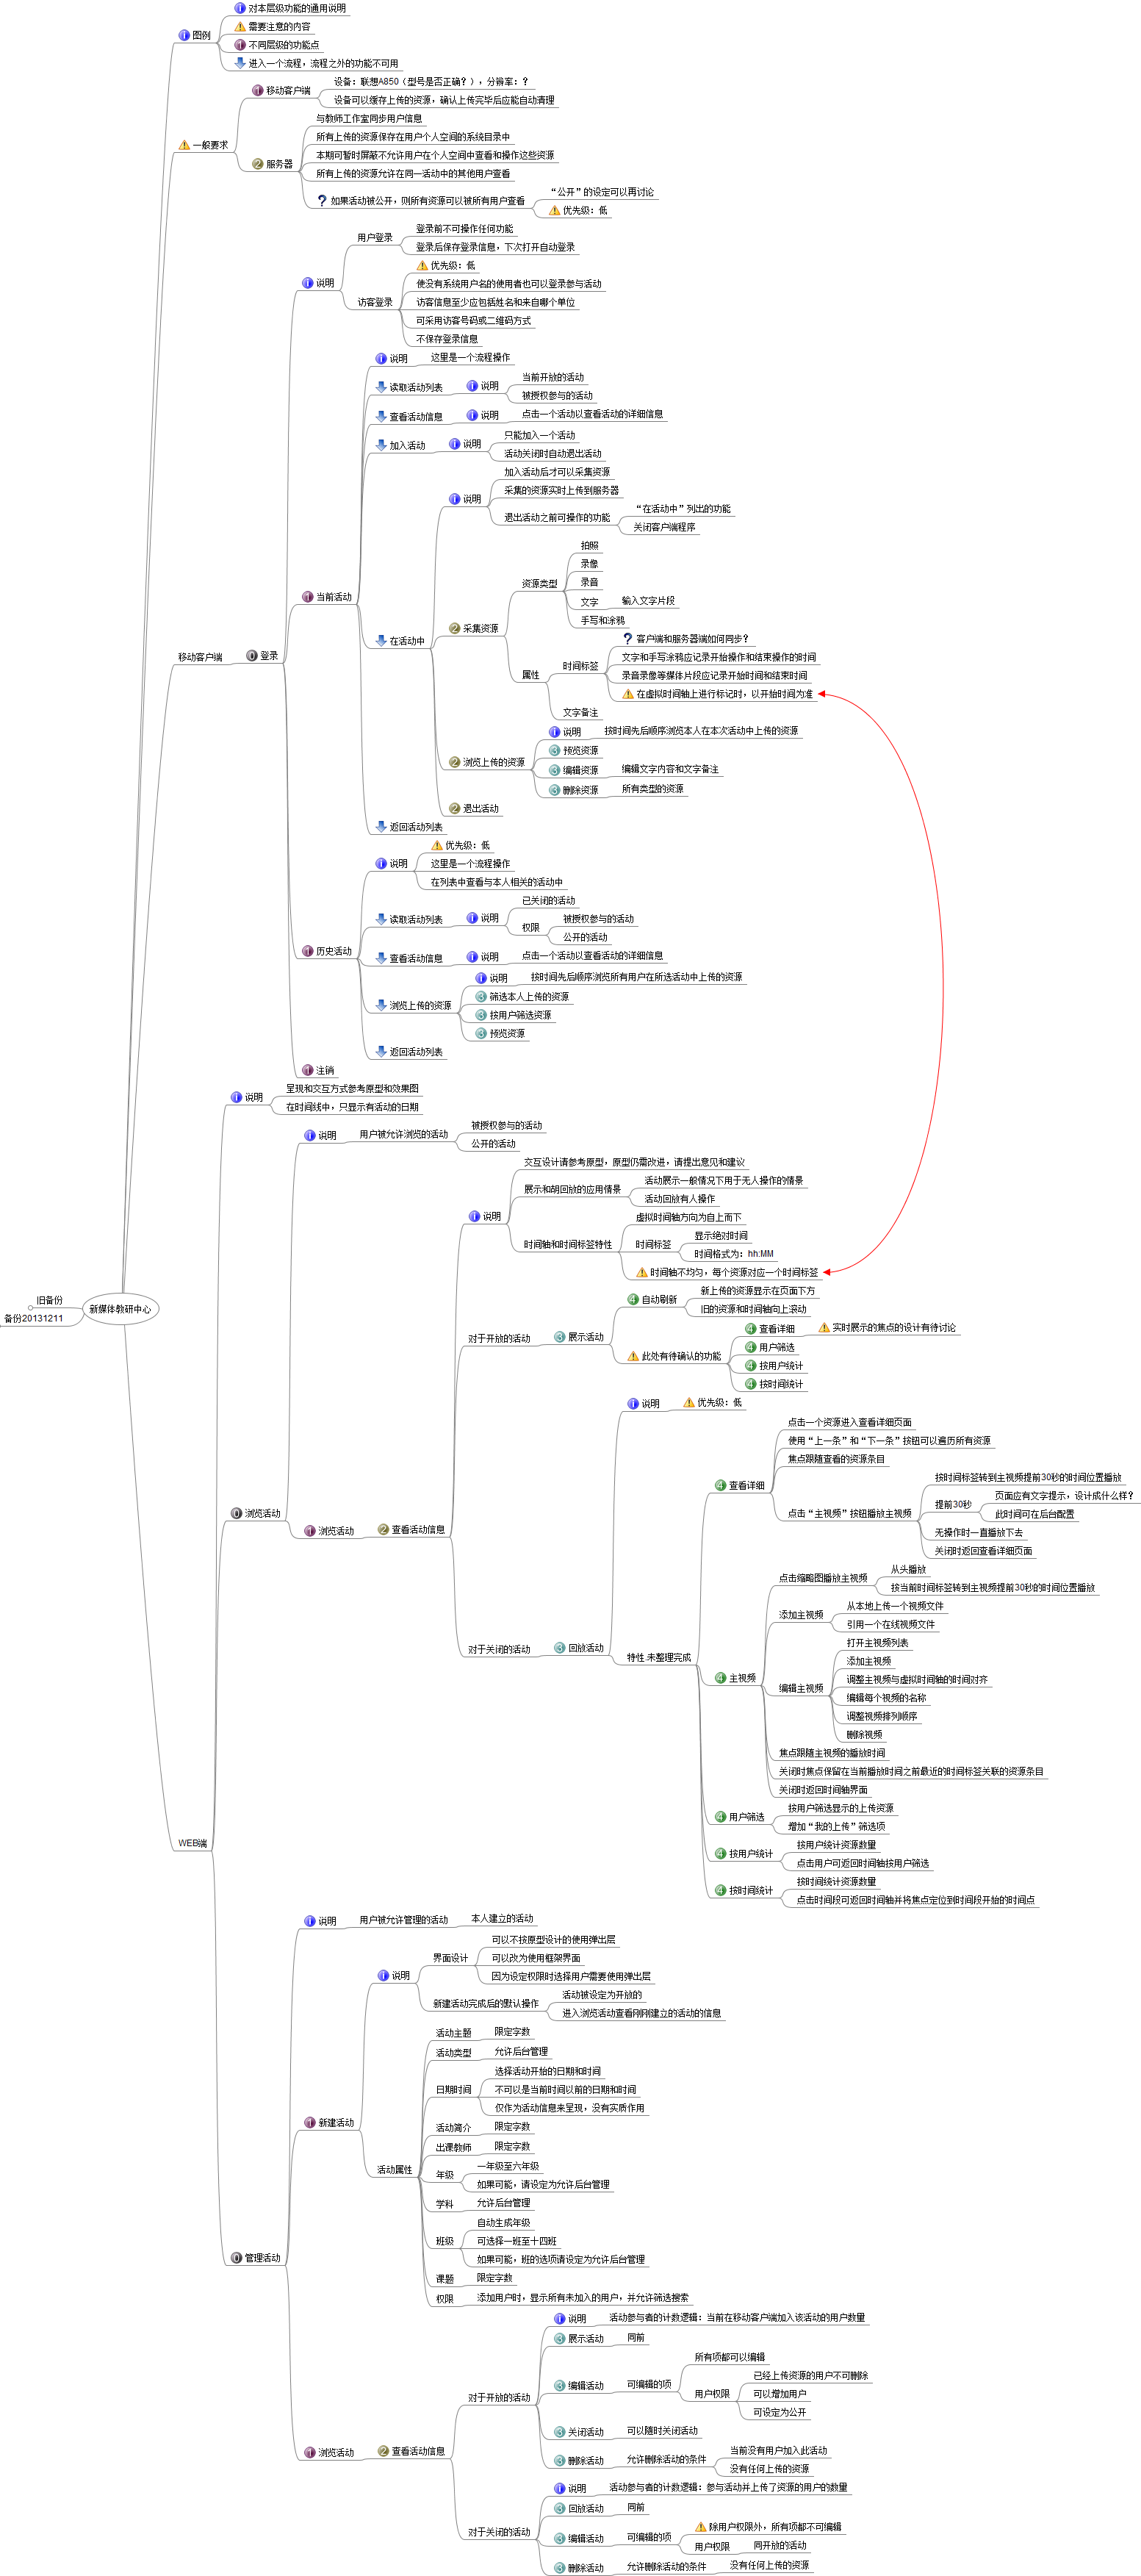 图例
对本层级功能的通用说明
需要注意的内容
不同层级的功能点
进入一个流程，流程之外的功能不可用
一般要求
移动客户端
设备：联想A850（型号是否正确？），分辨率：？
设备可以缓存上传的资源，确认上传完毕后应能自动清理
服务器
与教师工作室同步用户信息
所有上传的资源保存在用户个人空间的系统目录中
本期可暂时屏蔽不允许用户在个人空间中查看和操作这些资源
所有上传的资源允许在同一活动中的其他用户查看
如果活动被公开，则所有资源可以被所有用户查看
“公开”的设定可以再讨论
优先级：低
移动客户端
登录
说明
用户登录
登录前不可操作任何功能
登录后保存登录信息，下次打开自动登录
访客登录
优先级：低
使没有系统用户名的使用者也可以登录参与活动
访客信息至少应包括姓名和来自哪个单位
可采用访客号码或二维码方式
不保存登录信息
当前活动
说明
这里是一个流程操作
读取活动列表
说明
当前开放的活动
被授权参与的活动
查看活动信息
说明
点击一个活动以查看活动的详细信息
加入活动
说明
只能加入一个活动
活动关闭时自动退出活动
在活动中
说明
加入活动后才可以采集资源
采集的资源实时上传到服务器
退出活动之前可操作的功能
“在活动中”列出的功能
关闭客户端程序
采集资源
资源类型
拍照
录像
录音
文字
输入文字片段
手写和涂鸦
属性
时间标签
客户端和服务器端如何同步？
文字和手写涂鸦应记录开始操作和结束操作的时间
录音录像等媒体片段应记录开始时间和结束时间
在虚拟时间轴上进行标记时，以开始时间为准
文字备注
浏览上传的资源
说明
按时间先后顺序浏览本人在本次活动中上传的资源
预览资源
编辑资源
编辑文字内容和文字备注
删除资源
所有类型的资源
退出活动
返回活动列表
历史活动
说明
优先级：低
这里是一个流程操作
在列表中查看与本人相关的活动中
读取活动列表
说明
已关闭的活动
权限
被授权参与的活动
公开的活动
查看活动信息
说明
点击一个活动以查看活动的详细信息
浏览上传的资源
说明
按时间先后顺序浏览所有用户在所选活动中上传的资源
筛选本人上传的资源
按用户筛选资源
预览资源
返回活动列表
注销
新媒体教研中心
旧备份
备份20131211
WEB端
说明
呈现和交互方式参考原型和效果图
在时间线中，只显示有活动的日期
浏览活动
说明
用户被允许浏览的活动
被授权参与的活动
公开的活动
浏览活动
查看活动信息
说明
交互设计请参考原型，原型仍需改进，请提出意见和建议
展示和胡回放的应用情景
活动展示一般情况下用于无人操作的情景
活动回放有人操作
时间轴和时间标签特性
虚拟时间轴方向为自上而下
时间标签
显示绝对时间
时间格式为：hh:MM
时间轴不均匀，每个资源对应一个时间标签
对于开放的活动
展示活动
自动刷新
新上传的资源显示在页面下方
旧的资源和时间轴向上滚动
此处有待确认的功能
查看详细
实时展示的焦点的设计有待讨论
用户筛选
按用户统计
按时间统计
对于关闭的活动
回放活动
说明
优先级：低
特性.未整理完成
查看详细
点击一个资源进入查看详细页面
使用“上一条”和“下一条”按钮可以遍历所有资源
焦点跟随查看的资源条目
点击“主视频”按钮播放主视频
按时间标签转到主视频提前30秒的时间位置播放
提前30秒
页面应有文字提示，设计成什么样？
此时间可在后台配置
无操作时一直播放下去
关闭时返回查看详细页面
主视频
点击缩略图播放主视频
从头播放
按当前时间标签转到主视频提前30秒的时间位置播放
添加主视频
从本地上传一个视频文件
引用一个在线视频文件
编辑主视频
打开主视频列表
添加主视频
调整主视频与虚拟时间轴的时间对齐
编辑每个视频的名称
调整视频排列顺序
删除视频
焦点跟随主视频的播放时间
关闭时焦点保留在当前播放时间之前最近的时间标签关联的资源条目
关闭时返回时间轴界面
用户筛选
按用户筛选显示的上传资源
增加“我的上传”筛选项
按用户统计
按用户统计资源数量
点击用户可返回时间轴按用户筛选
按时间统计
按时间统计资源数量
点击时间段可返回时间轴并将焦点定位到时间段开始的时间点
管理活动
说明
用户被允许管理的活动
本人建立的活动
新建活动
说明
界面设计
可以不按原型设计的使用弹出层
可以改为使用框架界面
因为设定权限时选择用户需要使用弹出层
新建活动完成后的默认操作
活动被设定为开放的
进入浏览活动查看刚刚建立的活动的信息
活动属性
活动主题
限定字数
活动类型
允许后台管理
日期时间
选择活动开始的日期和时间
不可以是当前时间以前的日期和时间
仅作为活动信息来呈现，没有实质作用
活动简介
限定字数
出课教师
限定字数
年级
一年级至六年级
如果可能，请设定为允许后台管理
学科
允许后台管理
班级
自动生成年级
可选择一班至十四班
如果可能，班的选项请设定为允许后台管理
课题
限定字数
权限
添加用户时，显示所有未加入的用户，并允许筛选搜索
浏览活动
查看活动信息
对于开放的活动
说明
活动参与者的计数逻辑：当前在移动客户端加入该活动的用户数量
展示活动
同前
编辑活动
可编辑的项
所有项都可以编辑
用户权限
已经上传资源的用户不可删除
可以增加用户
可设定为公开
关闭活动
可以随时关闭活动
删除活动
允许删除活动的条件
当前没有用户加入此活动
没有任何上传的资源
对于关闭的活动
说明
活动参与者的计数逻辑：参与活动并上传了资源的用户的数量
回放活动
同前
编辑活动
可编辑的项
除用户权限外，所有项都不可编辑
用户权限
同开放的活动
删除活动
允许删除活动的条件
没有任何上传的资源